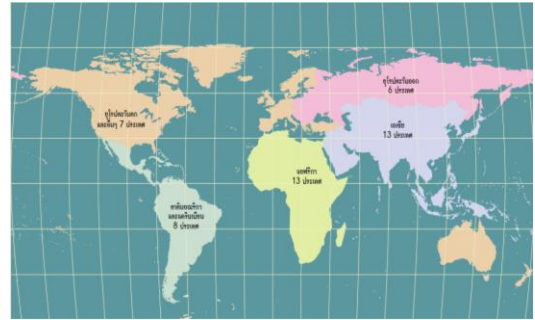 ยุโรปตะวันออก
6 ประเทศ
ยุโรปตะวันตก
และอื่นๆ 7 ประเทศ
เอเชีย
13 ประเทศ
แอฟริกา
13 ประเทศ
ลาตินอเมริกา
และแคริบเบียน
8 ประเทศ